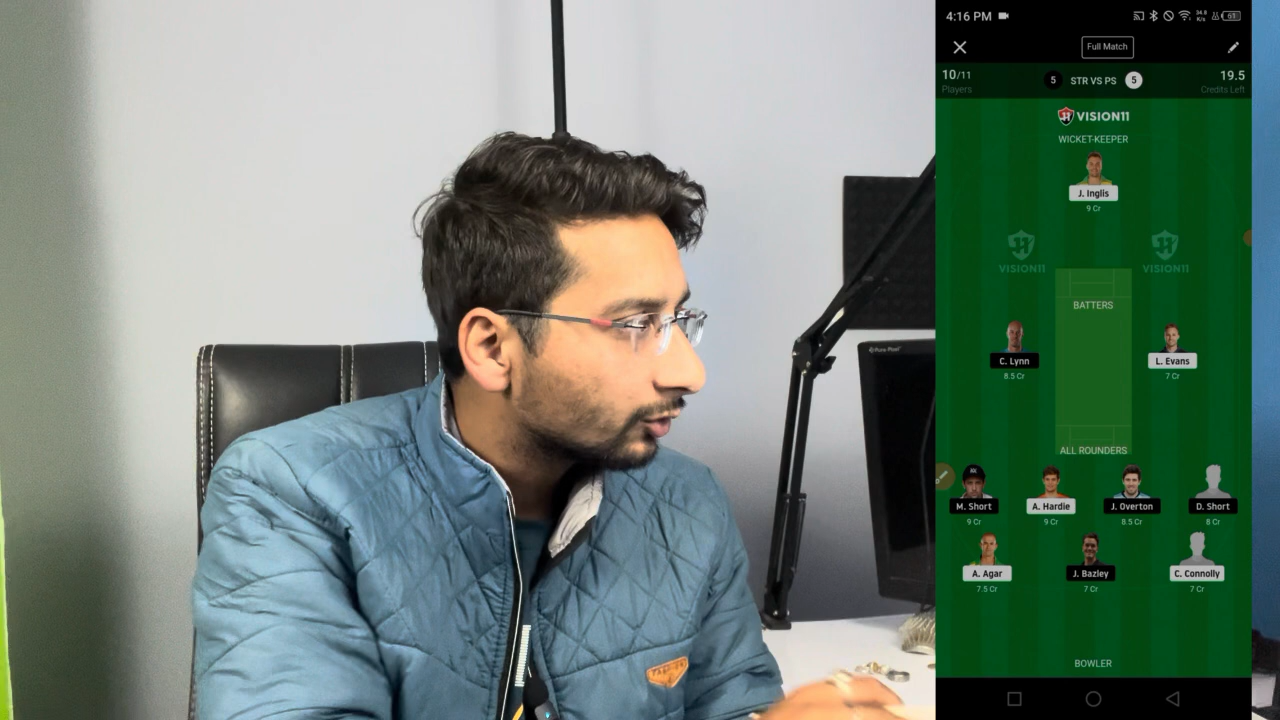 4:16 PM
34.8
K/s
61
Full Match
10/11
Players
5 STR VS PS 5
19.5
Credits Left
VISION11
WICKET-KEEPER
J. Inglis
9 Cr
VISION11
VISION11
BATTERS
C. Lynn
8.5 Cr
L. Evans
7 Cr
ALL ROUNDERS
M. Short
9 Cr
A. Hardie
9 Cr
J. Overton
8.5 Cr
D. Short
8 Cr
A. Agar
7.5 Cr
J. Bazley
7 Cr
C. Connolly
7 Cr
BOWLER